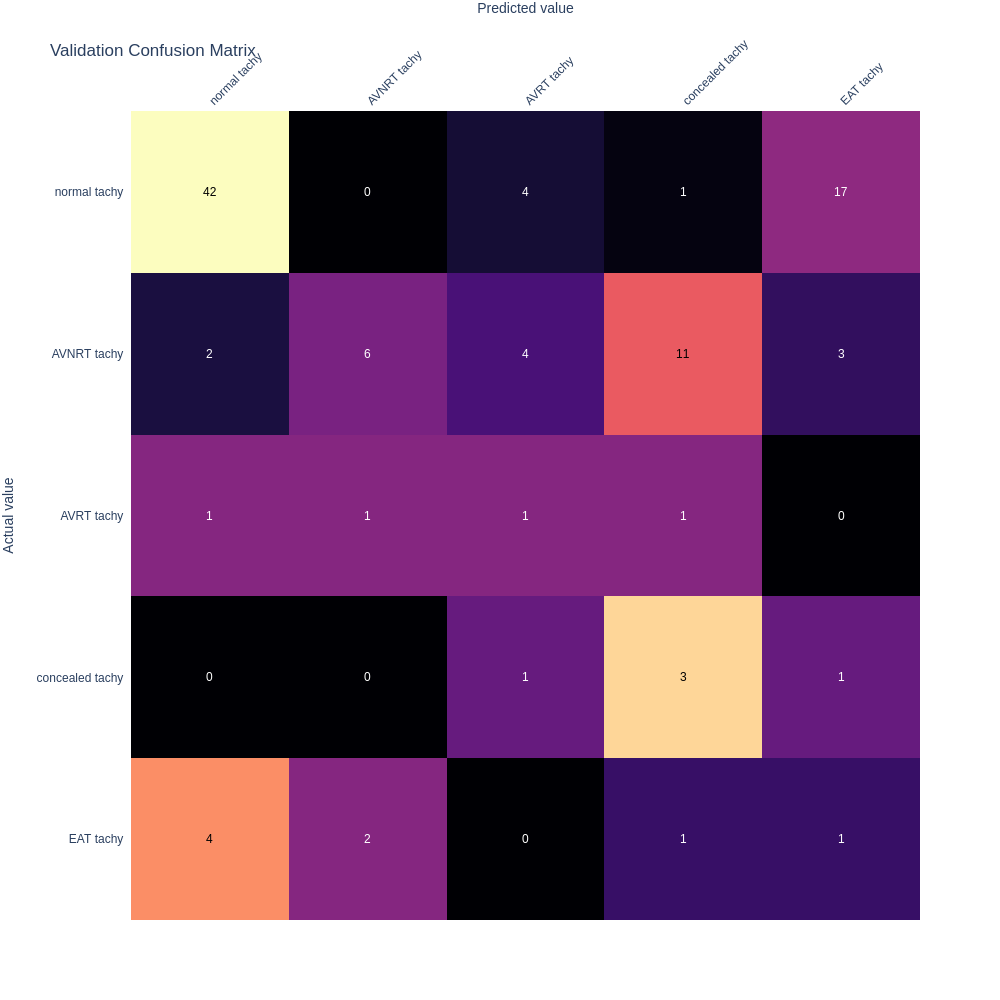 Predicted value
Validation Confusion Matrix
normal tachy AVNRT tachy AVRT tachy concealed tachy EAT tachy
normal tachy 42 0 4 1 17
AVNRT tachy 2 6 4 11 3
AVRT tachy 1 1 1 1 0
Actual value
concealed tachy 0 0 1 3 1
EAT tachy 4 2 0 1 1